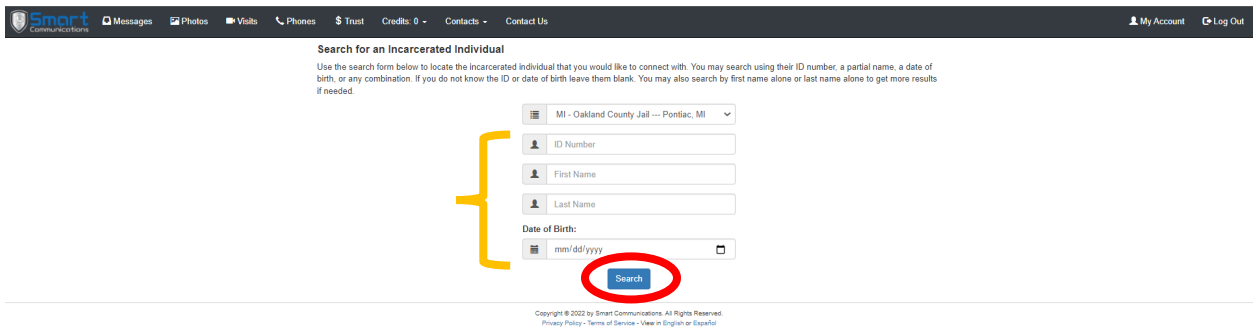 Smart Communications Messages Photos Visits Phones $ Trust Credits: 0 Contacts Contact Us My Account Log Out
Search for an Incarcerated Individual
Use the search form below to locate the incarcerated individual that you would like to connect with. You may search using their ID number, a partial name, a date of
birth, or any combination. If you do not know the ID or date of birth leave them blank. You may also search by first name alone or last name alone to get more results
if needed.
MI - Oakland County Jail --- Pontiac, MI
ID Number
First Name
Last Name
Date of Birth:
mm/dd/yyyy
Search
Copyright © 2022 by Smart Communications. All Rights Reserved.
Privacy Policy - Terms of Service - View in English or Español